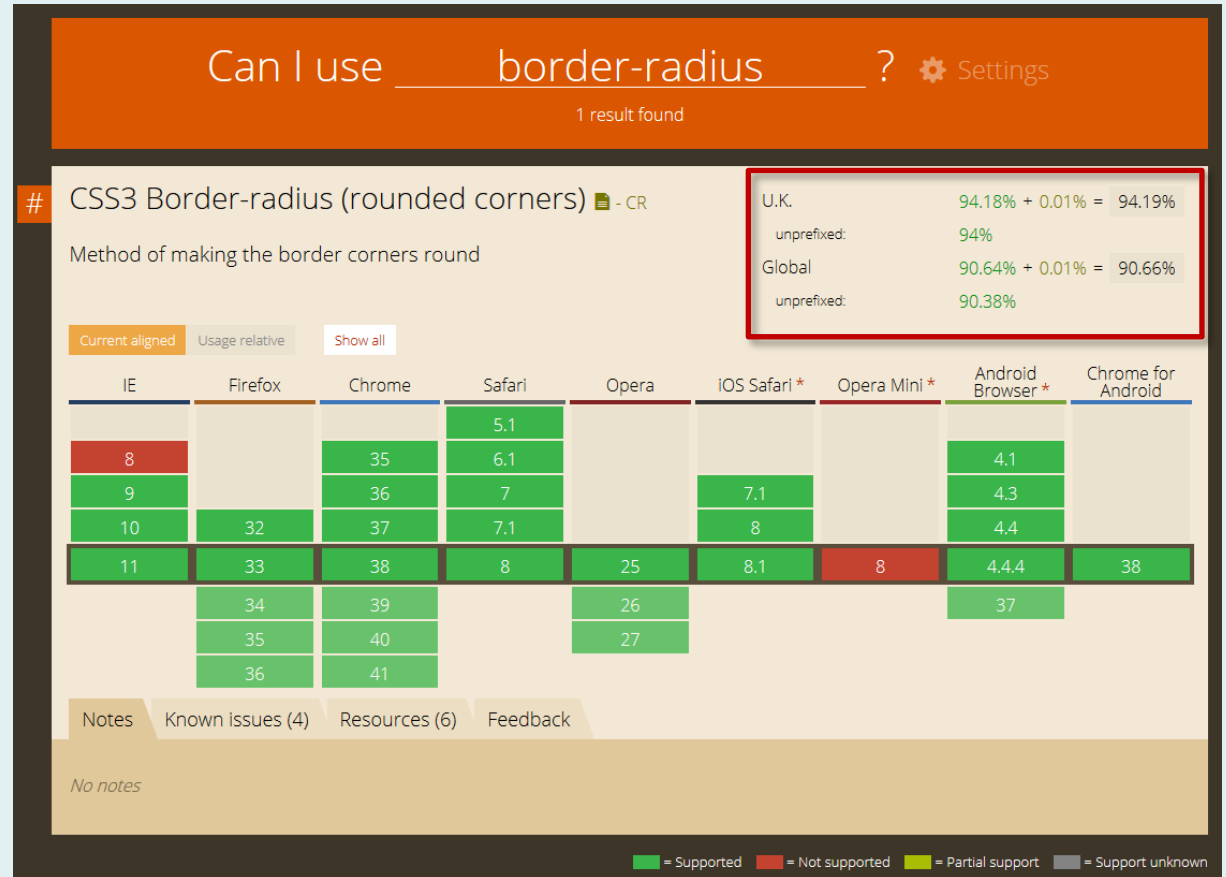 Can I use border-radius ? Settings
1 result found
#
CSS3 Border-radius (rounded corners) - CR
Method of making the border corners round
U.K. 94.18% + 0.01% = 94.19%
unprefixed: 94%
Global 90.64% + 0.01% = 90.66%
unprefixed: 90.38%
Current aligned Usage relative Show all
IE Firefox Chrome Safari Opera iOS Safari * Opera Mini * Android Browser * Chrome for Android
5.1
8 35 6.1 4.1
9 36 7 7.1 4.3
10 32 37 7.1 8 4.4
11 33 38 8 25 8.1 8 4.4.4 38
34 39 26 37
35 40 27
36 41
Notes Known issues (4) Resources (6) Feedback
No notes
= Supported = Not supported = Partial support = Support unknown